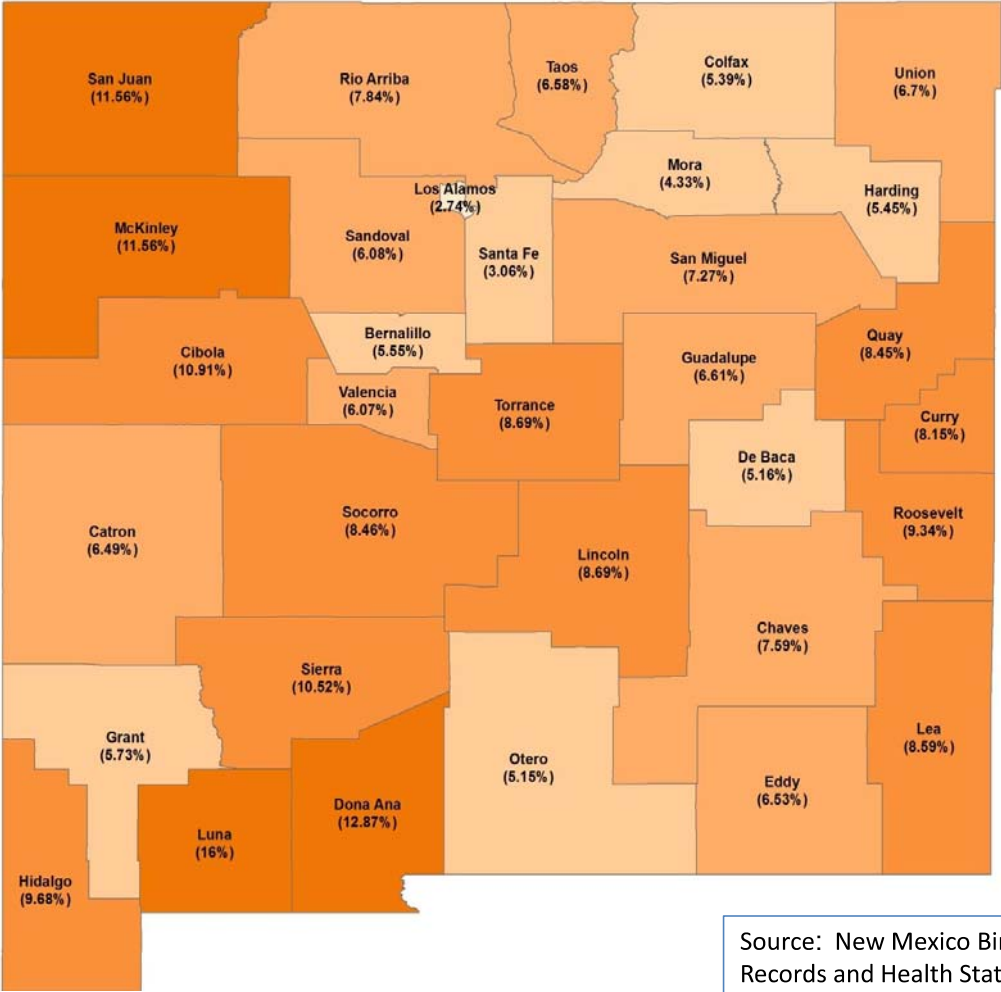 San Juan
(11.56%)
Rio Arriba
(7.84%)
Taos
(6.58%)
Colfax
(5.39%)
Union
(6.7%)
Mora
(4.33%)
Harding
(5.45%)
Los Alamos
(2.74%)
McKinley
(11.56%)
Sandoval
(6.08%)
Santa Fe
(3.06%)
San Miguel
(7.27%)
Bernalillo
(5.55%)
Cibola
(10.91%)
Quay
(8.45%)
Guadalupe
(6.61%)
Valencia
(6.07%)
Torrance
(8.69%)
Curry
(8.15%)
De Baca
(5.16%)
Socorro
(8.46%)
Roosevelt
(9.34%)
Catron
(6.49%)
Lincoln
(8.69%)
Chaves
(7.59%)
Sierra
(10.52%)
Grant
(5.73%)
Lea
(8.59%)
Otero
(5.15%)
Eddy
(6.53%)
Dona Ana
(12.87%)
Luna
(16%)
Hidalgo
(9.68%)
Source: New Mexico Bi
Records and Health Stat